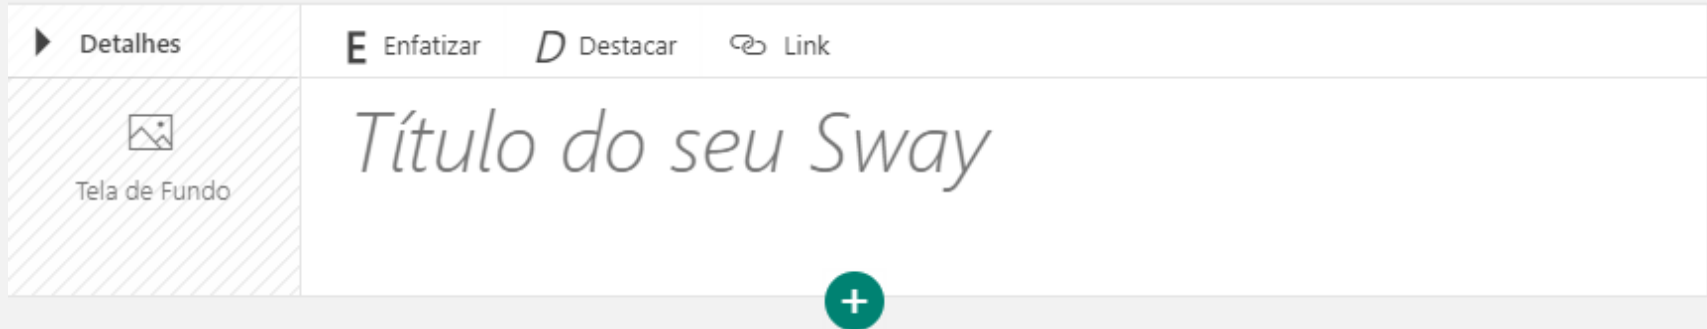 Detalhes
E Enfatizar D Destacar Link
Tela de Fundo
Título do seu Sway